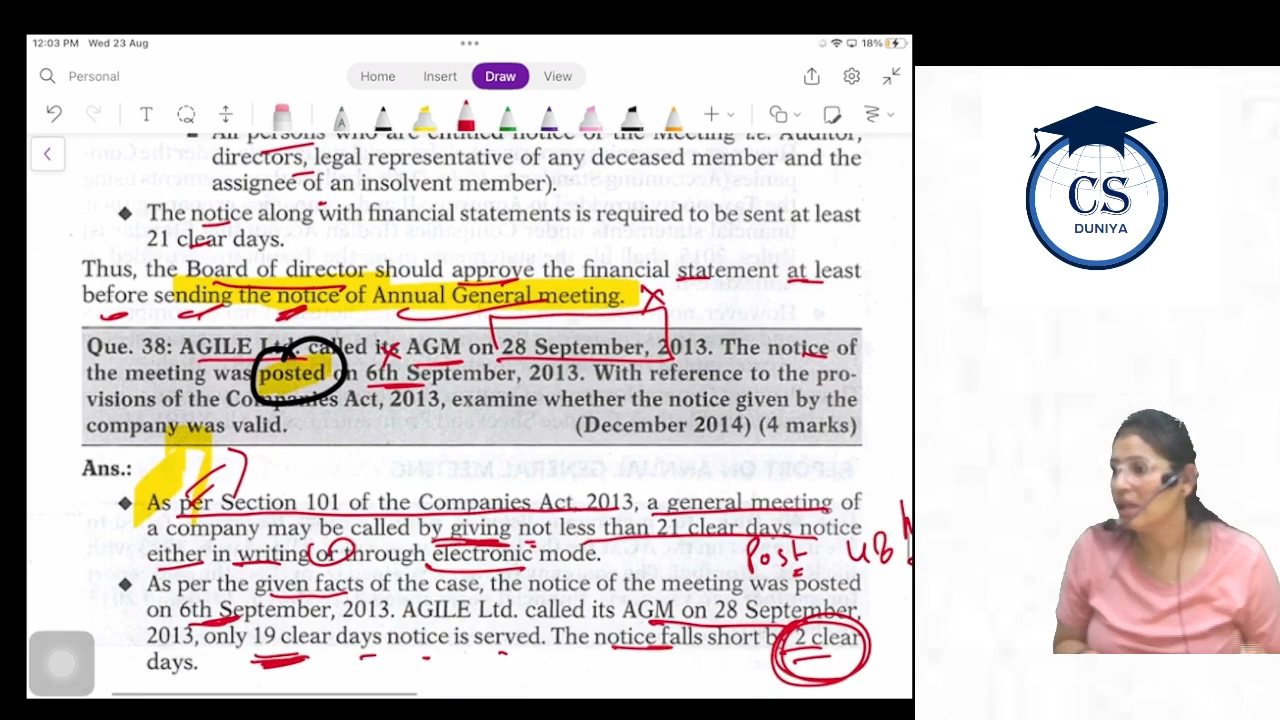 12:03 PM Wed 23 Aug
18%
Personal
Home Insert Draw View
All persons who are entitled notice of the Meeting i.e. Auditor,
directors, legal representative of any deceased member and the
assignee of an insolvent member).
The notice along with financial statements is required to be sent at least
21 clear days.
Thus, the Board of director should approve the financial statement at least
before sending the notice of Annual General meeting.
Que. 38: AGILE Ltd. called its AGM on 28 September, 2013. The notice of
the meeting was posted on 6th September, 2013. With reference to the pro-
visions of the Companies Act, 2013, examine whether the notice given by the
company was valid. (December 2014) (4 marks)
Ans.:
As per Section 101 of the Companies Act, 2013, a general meeting of
a company may be called by giving not less than 21 clear days notice
either in writing or through electronic mode.
Post 48 h
As per the given facts of the case, the notice of the meeting was posted
on 6th September, 2013. AGILE Ltd. called its AGM on 28 September,
2013, only 19 clear days notice is served. The notice falls short by 2 clear
days.
CS
DUNIYA